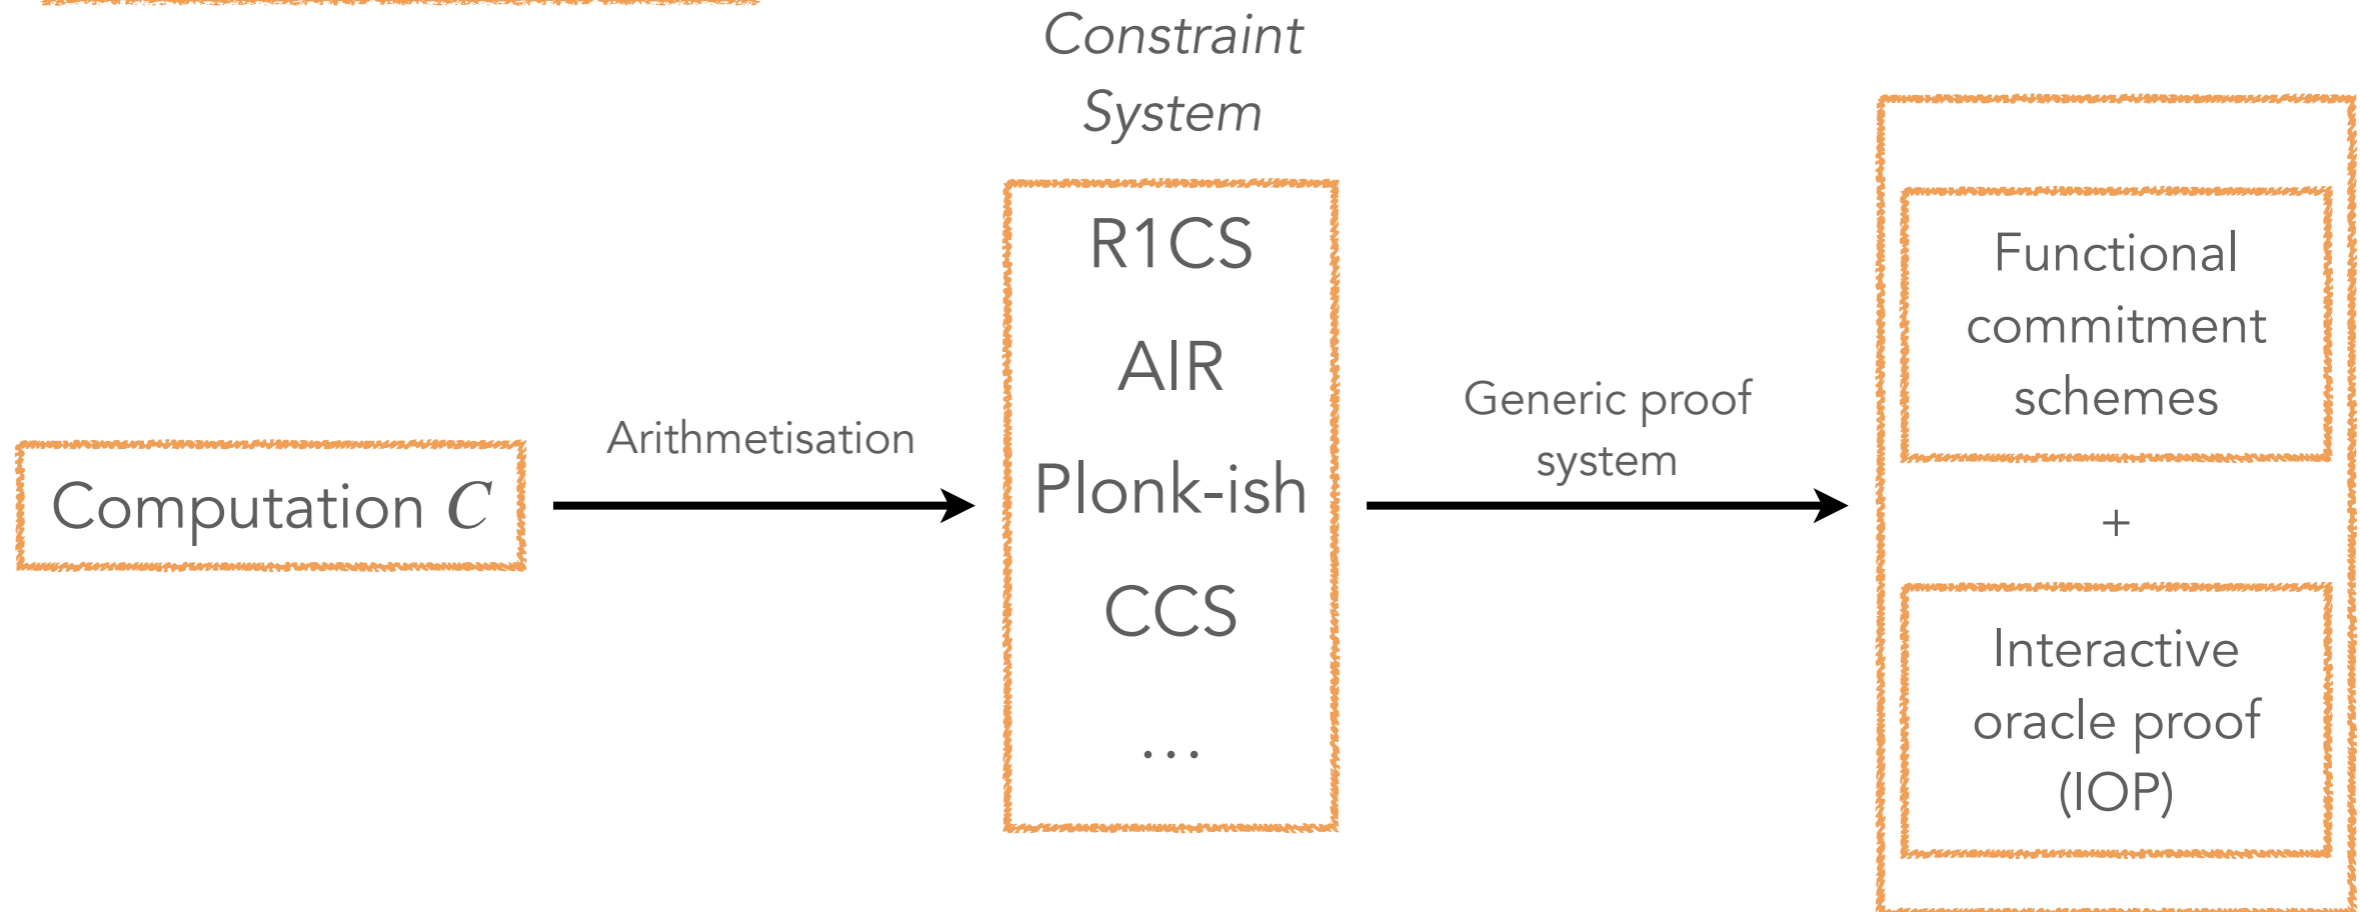 Constraint
System
Computation C
Arithmetisation
R1CS
AIR
Plonk-ish
CCS
...
Generic proof
system
Functional
commitment
schemes
+
Interactive
oracle proof
(IOP)